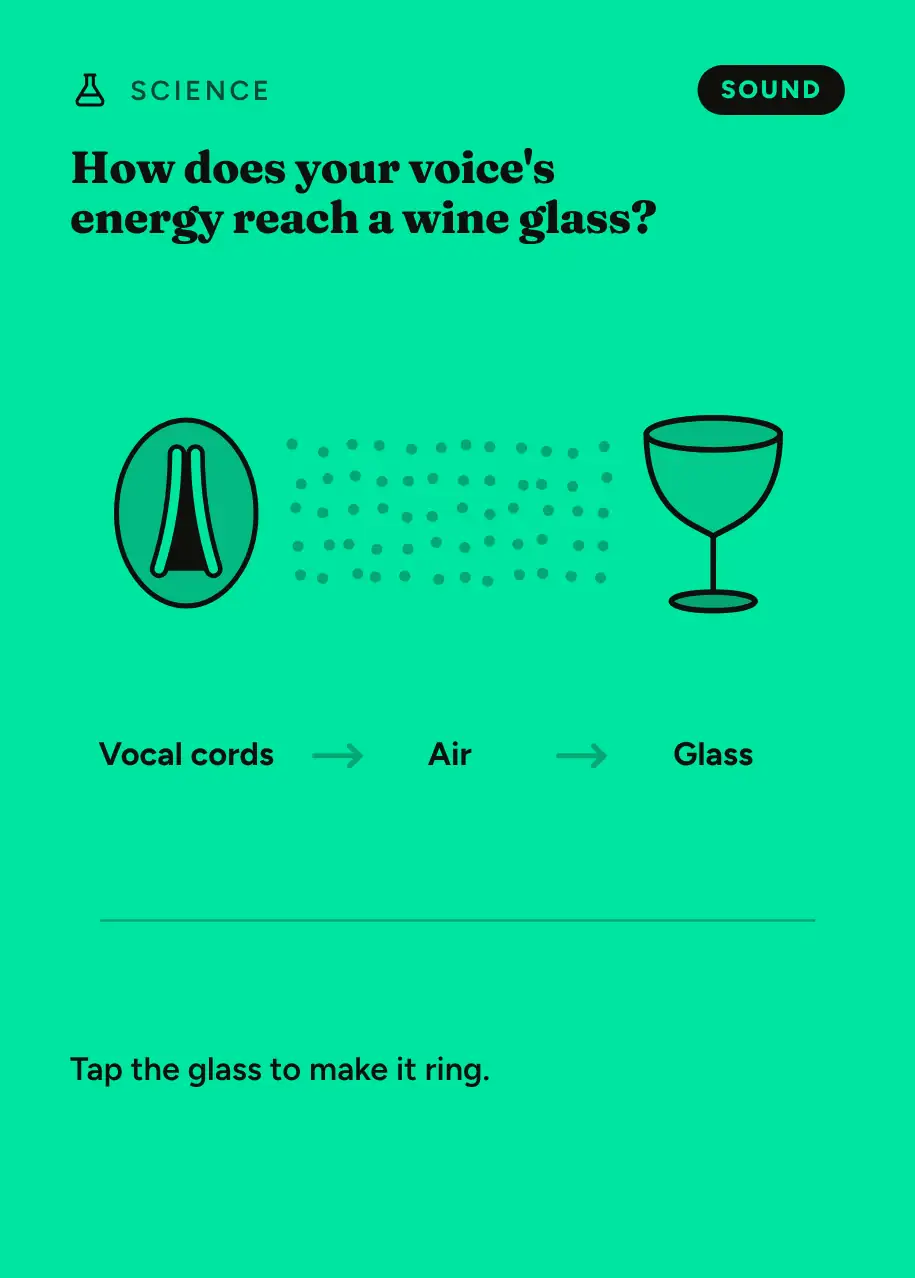 SCIENCE
SOUND
How does your voice's
energy reach a wine glass?
Vocal cords → Air → Glass
Tap the glass to make it ring.